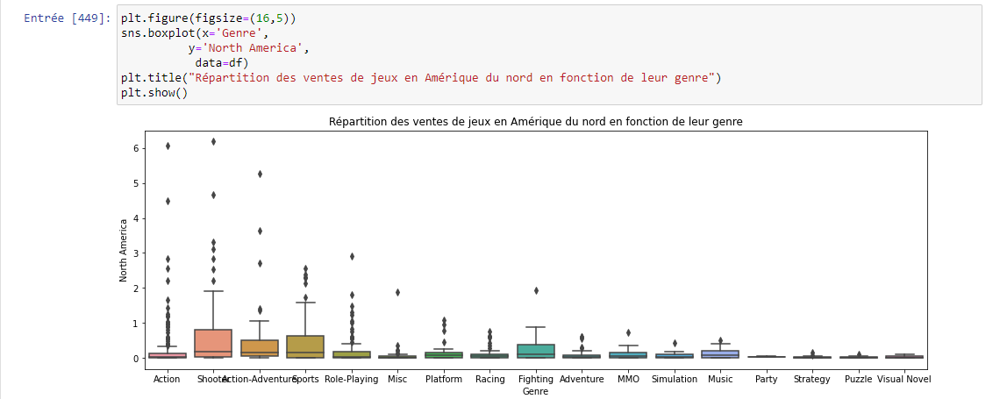 Entrée [449]: plt.figure(figsize=(16,5))
sns.boxplot(x='Genre',
y='North America',
data=df)
plt.title("Répartition des ventes de jeux en Amérique du nord en fonction de leur genre")
plt.show()
Répartition des ventes de jeux en Amérique du nord en fonction de leur genre
6
5
4
3
2
1
0
North America
Action Shooter Action-Adventure Sports Role-Playing Misc Platform Racing Fighting Adventure MMO Simulation Music Party Strategy Puzzle Visual Novel
Genre